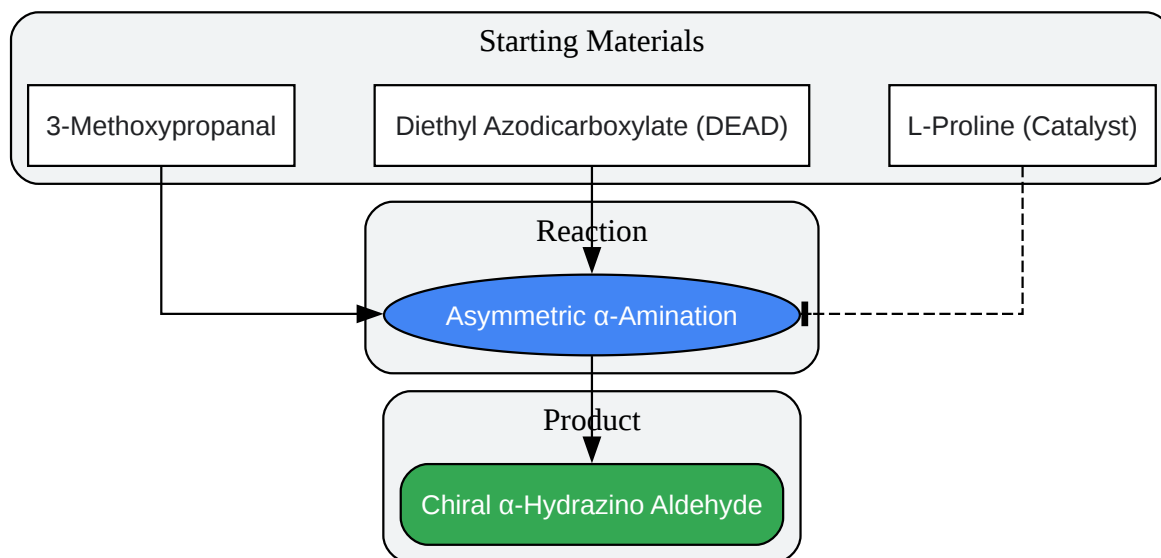 Starting Materials
3-Methoxypropanal
Diethyl Azodicarboxylate (DEAD)
L-Proline (Catalyst)
Reaction
Asymmetric α-Amination
Product
Chiral α-Hydrazino Aldehyde